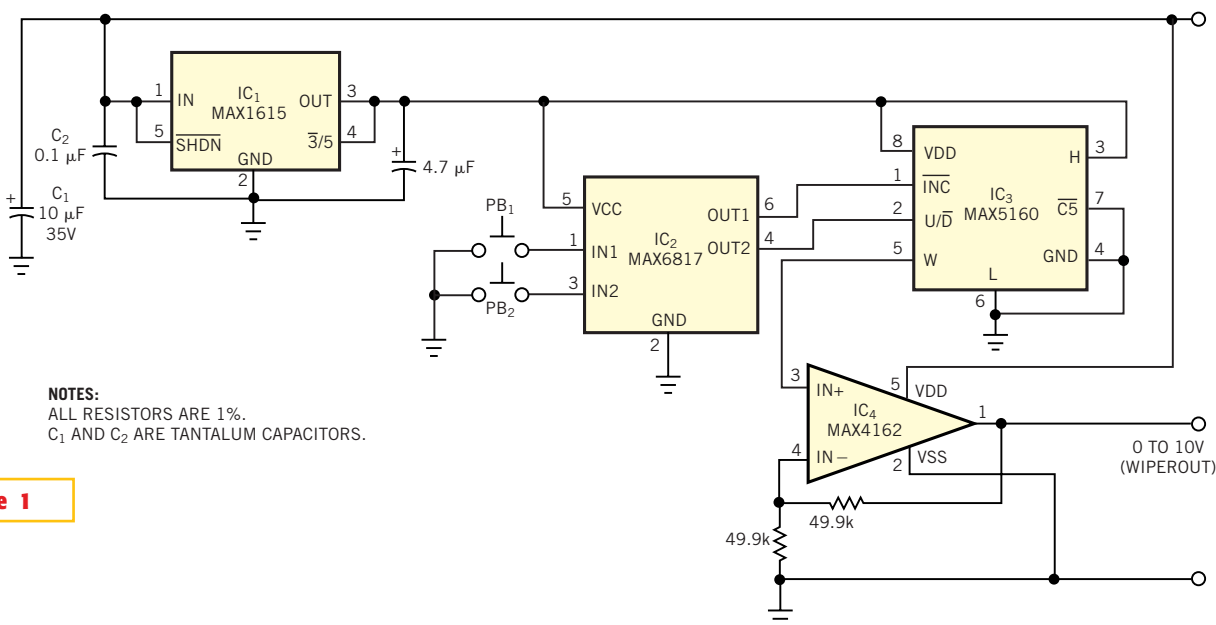 1
IN
IC1
MAX1615
OUT
3
5
SHDN
3/5
4
GND
2
C2
0.1 µF
C1
+
10 µF
35V
+
4.7 µF
PB1
PB2
5
VCC
1
IN1
3
IN2
IC2
MAX6817
OUT1
6
OUT2
4
GND
2
8
VDD
H
3
1
INC
IC3
MAX5160
C5
7
2
U/D
5
W
GND
4
L
6
3
IN+
5
VDD
IC4
MAX4162
1
4
IN−
2
VSS
49.9k
49.9k
0 TO 10V
(WIPEROUT)
NOTES:
ALL RESISTORS ARE 1%.
C1 AND C2 ARE TANTALUM CAPACITORS.
e 1